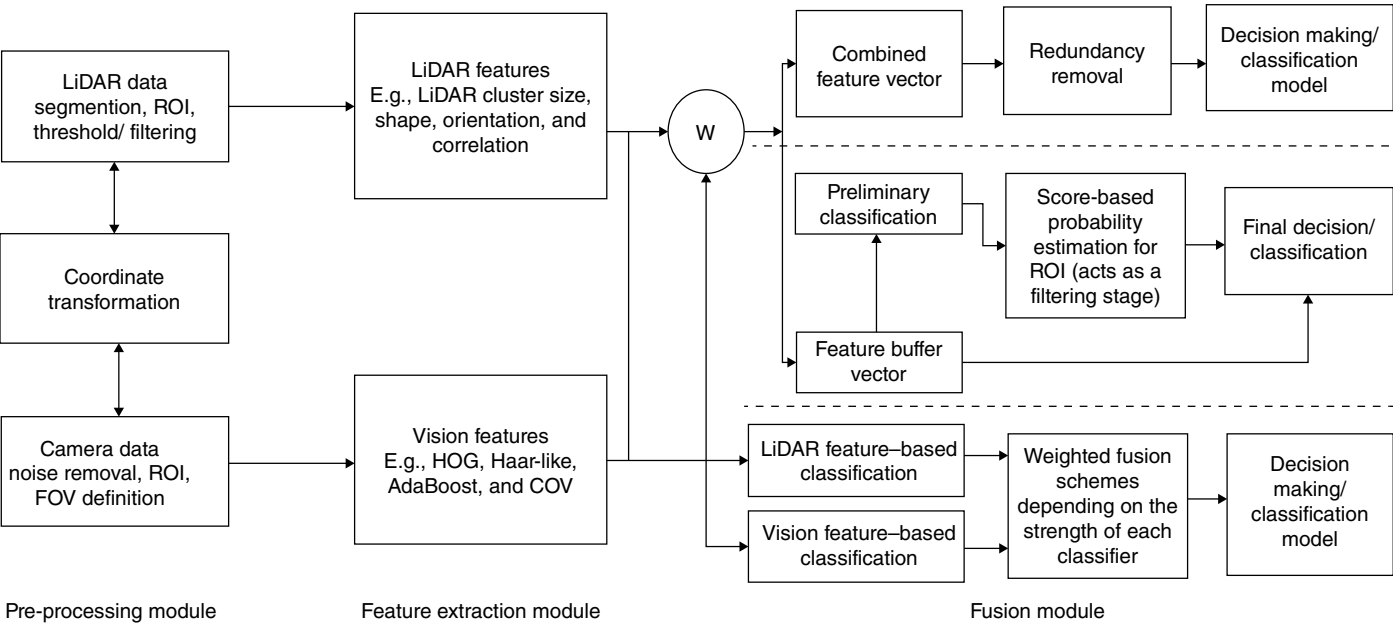 LiDAR data
segmention, ROI,
threshold/ filtering
Coordinate
transformation
Camera data
noise removal, ROI,
FOV definition
Pre-processing module
LiDAR features
E.g., LiDAR cluster size,
shape, orientation, and
correlation
Vision features
E.g., HOG, Haar-like,
AdaBoost, and COV
Feature extraction module
W
Combined
feature vector
Redundancy
removal
Decision making/
classification
model
Preliminary
classification
Score-based
probability
estimation for
ROI (acts as a
filtering stage)
Final decision/
classification
Feature buffer
vector
LiDAR feature–based
classification
Vision feature–based
classification
Weighted fusion
schemes
depending on the
strength of each
classifier
Decision
making/
classification
model
Fusion module